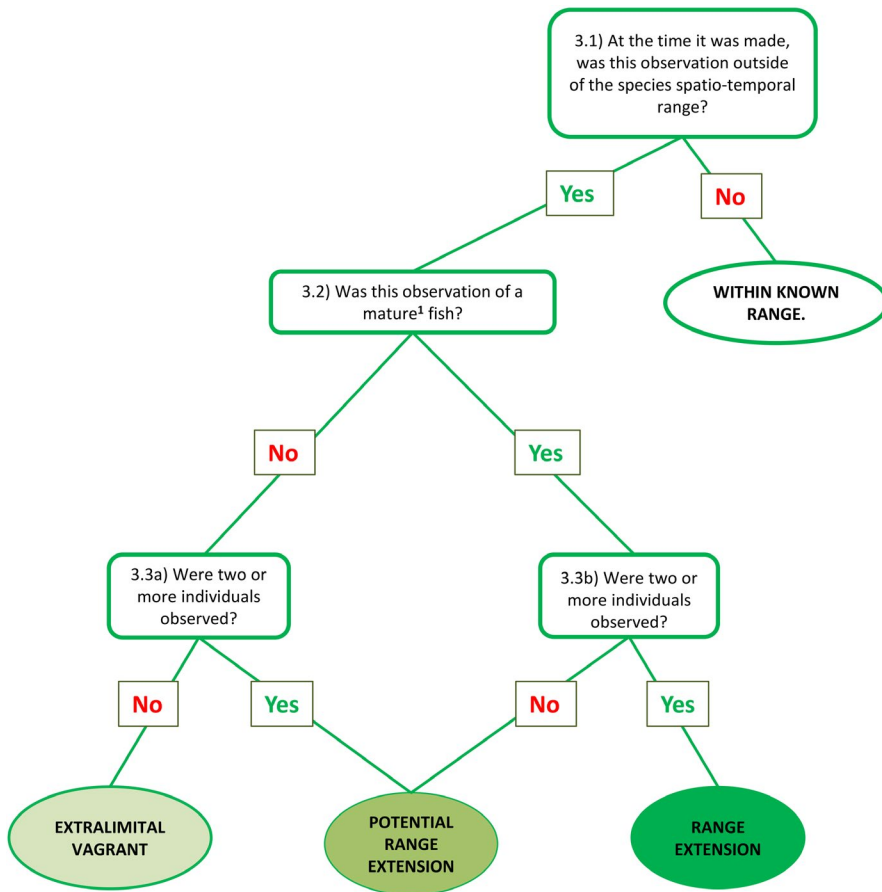 3.1) At the time it was made,
was this observation outside
of the species spatio-temporal
range?
Yes
No
WITHIN KNOWN
RANGE.
3.2) Was this observation of a
mature¹ fish?
No
Yes
3.3a) Were two or
more individuals
observed?
3.3b) Were two or
more individuals
observed?
No
Yes
No
Yes
EXTRALIMITAL
VAGRANT
POTENTIAL
RANGE
EXTENSION
RANGE
EXTENSION